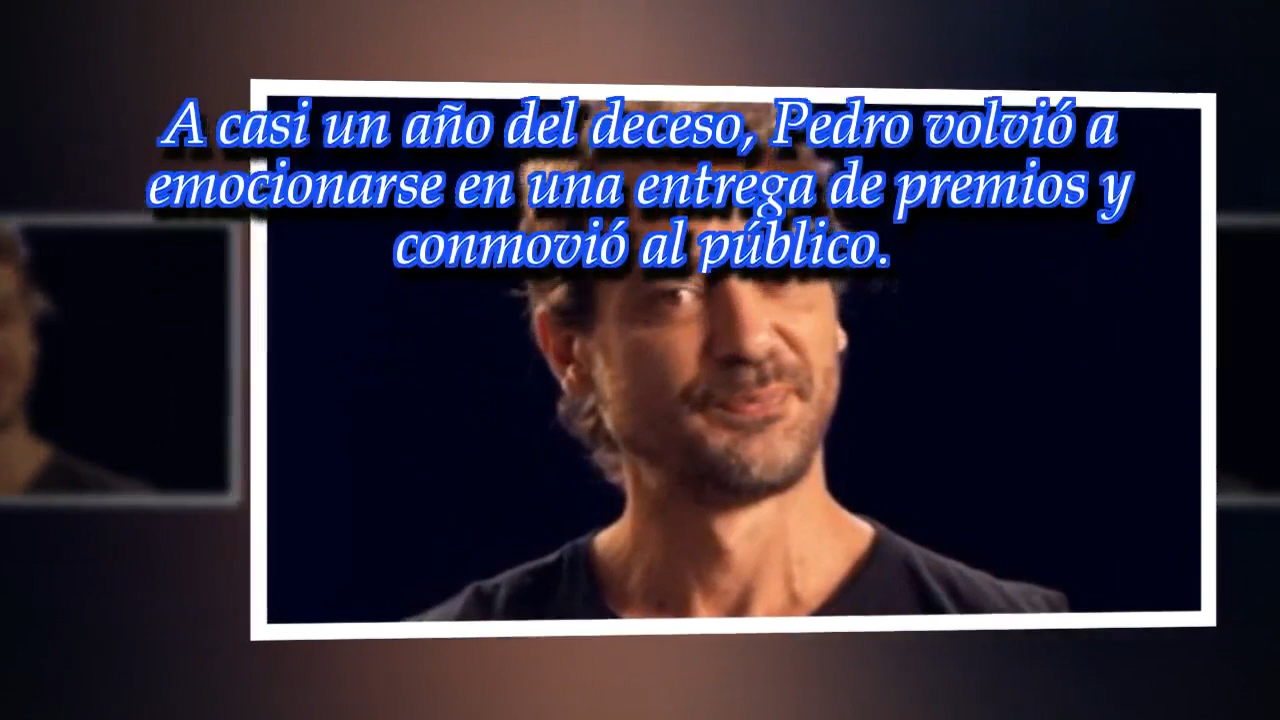 A casi un año del deceso, Pedro volvió a
emocionarse en una entrega de premios y
conmovió al público.